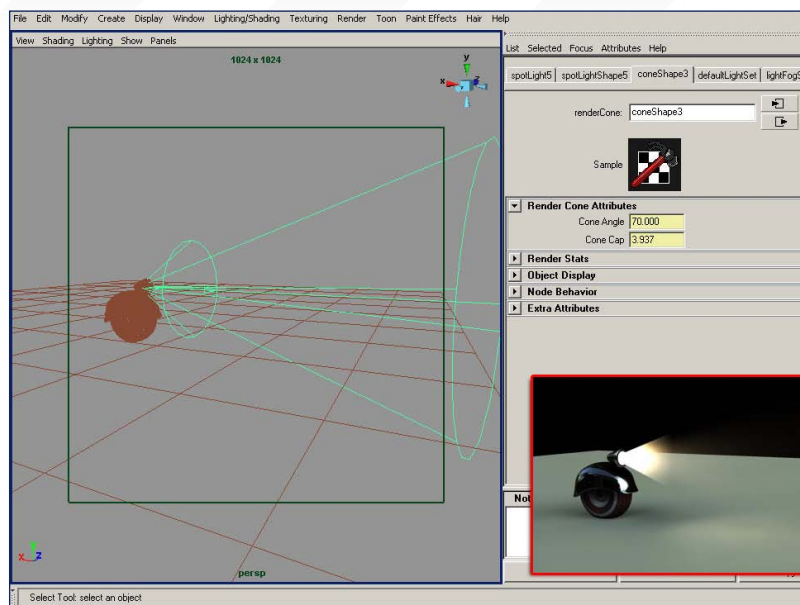 File Edit Modify Create Display Window Lighting/Shading Texturing Render Toon Paint Effects Hair Help
View Shading Lighting Show Panels
1024 x 1024
y
x
z
y
List Selected Focus Attributes Help
spotLight5 spotLightShape5 coneShape3 defaultLightSet
renderCone: coneShape3
Sample
Render Cone Attributes
Cone Angle 70.000
Cone Cap 3.937
Render Stats
Object Display
Node Behavior
Extra Attributes
x
z
persp
Select Tool: select an object